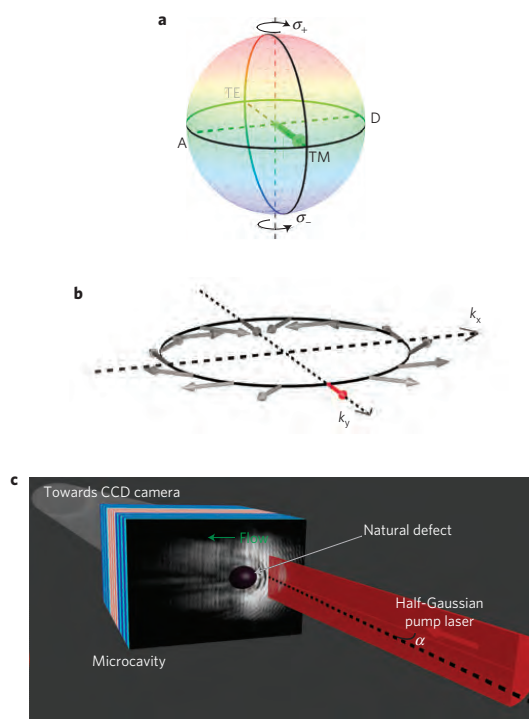 a
σ+
TE
D
A
TM
σ−
b
kx
ky
c
Towards CCD camera
Flow
Natural defect
Half-Gaussian
pump laser
α
Microcavity